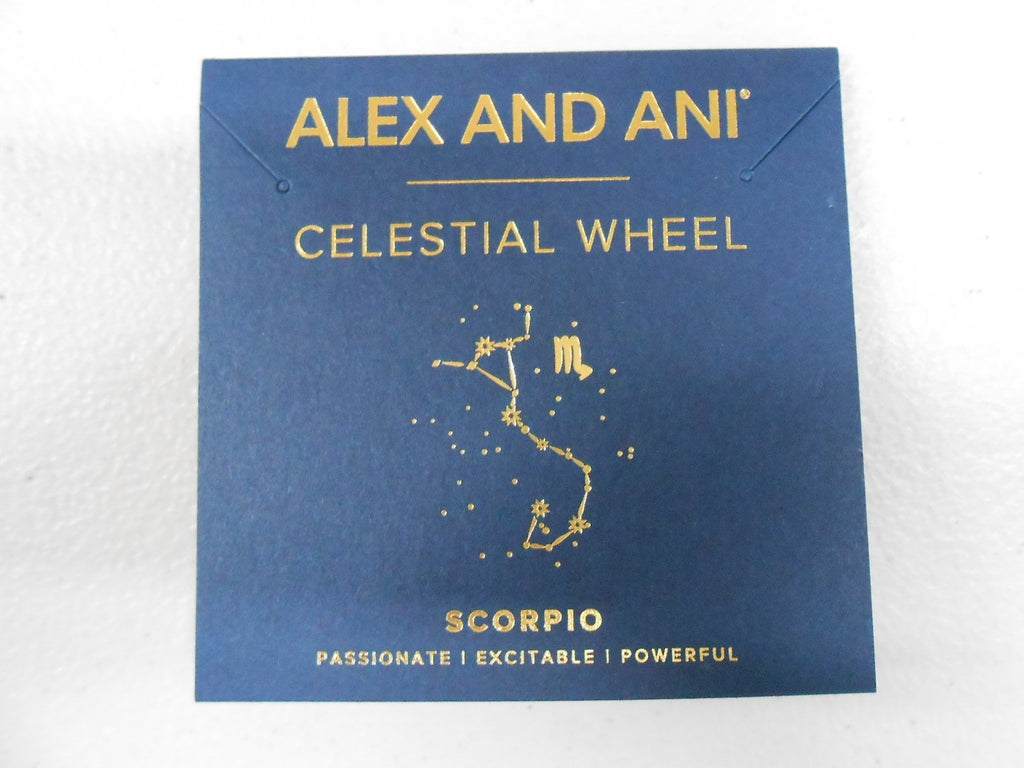 ALEX AND ANI®
CELESTIAL WHEEL
♏
SCORPIO
PASSIONATE | EXCITABLE | POWERFUL